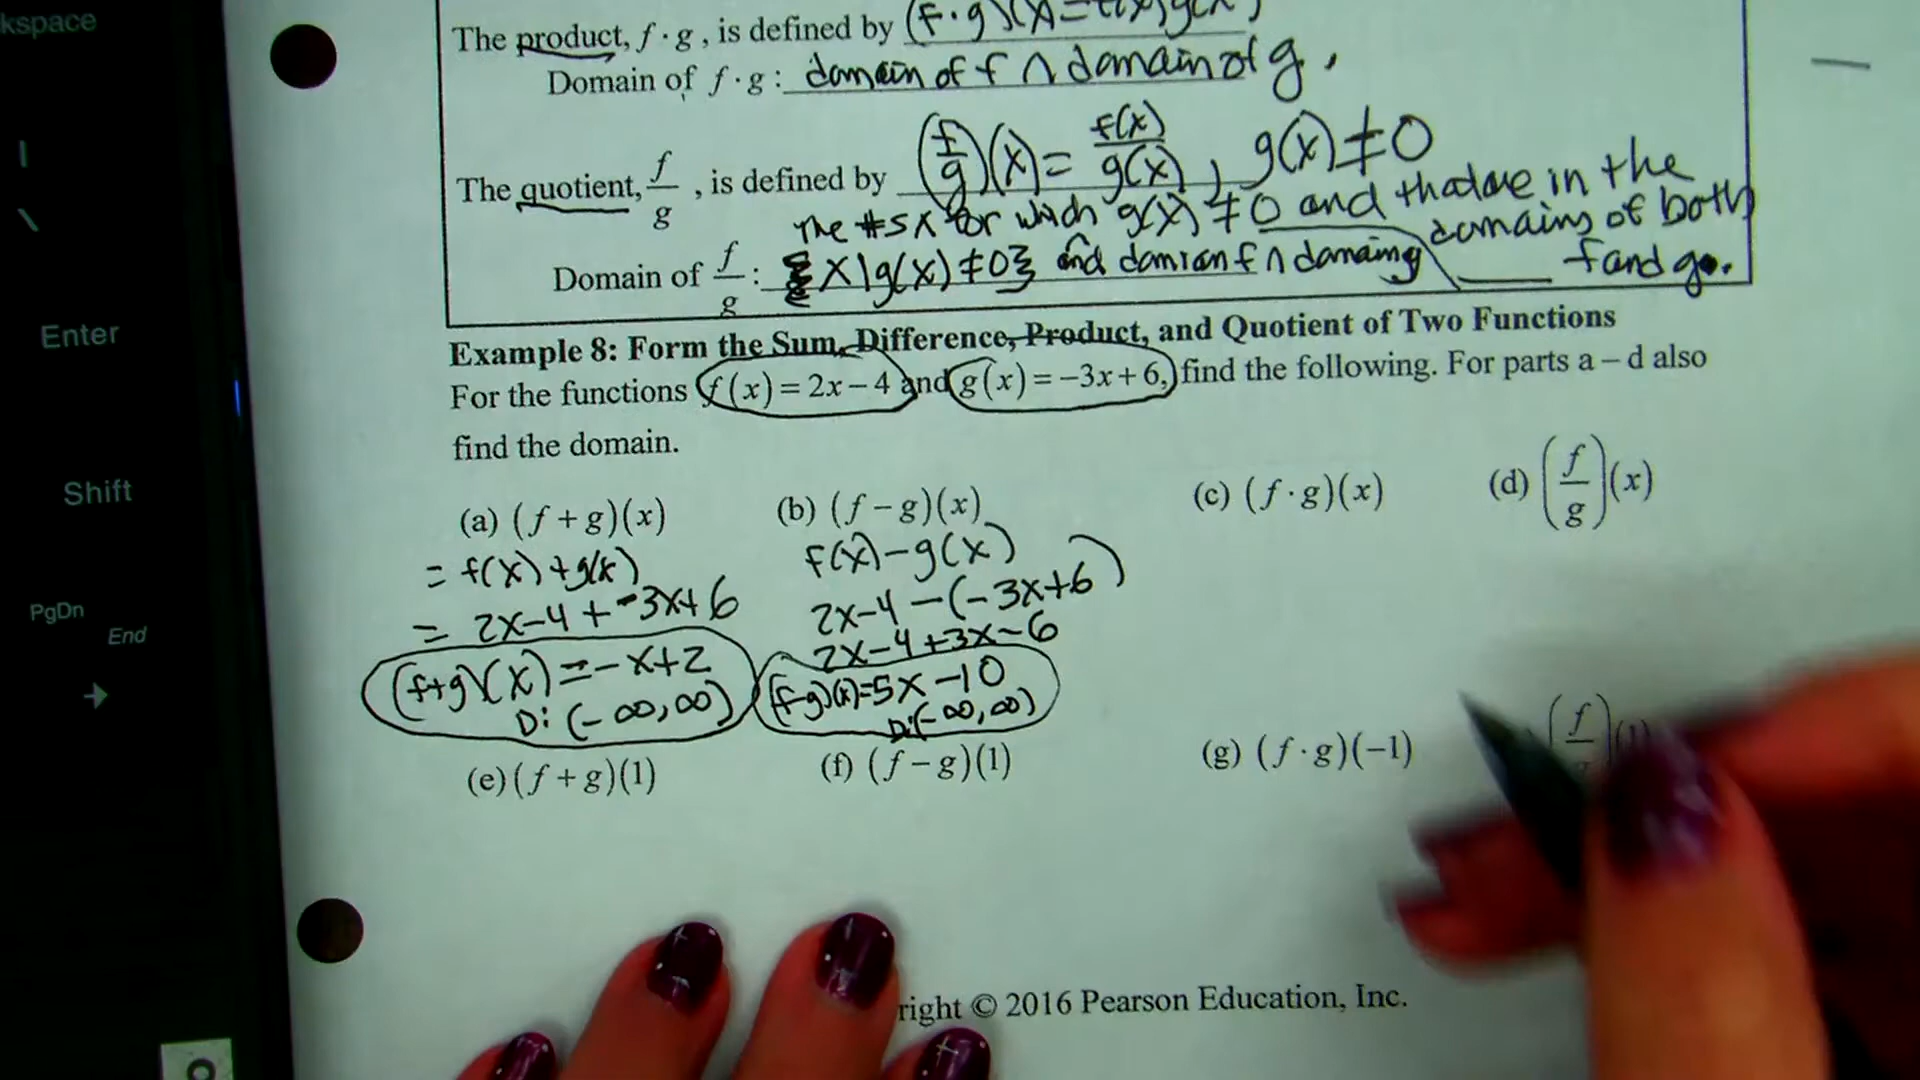 kspace
|
\
Enter
Shift
PgDn
End
→
The product, f · g , is defined by (f·g)(x)=f(x)g(x)
Domain of f · g : domain of f ∩ domain of g.
The quotient, f/g , is defined by (f/g)(x) = f(x)/g(x), g(x)≠0
The #s x for which g(x) ≠0 and that are in the
domains of both
f and g.
Domain of f/g : {x|g(x)≠0} and domian f ∩ domain g
Example 8: Form the Sum, Difference, Product, and Quotient of Two Functions
For the functions f(x) = 2x − 4 and g(x) = −3x + 6, find the following. For parts a – d also
find the domain.
(a) (f + g)(x)
= f(x)+g(x)
= 2x-4 + -3x+6
(f+g)(x) = -x+2
D: (-∞,∞)
(b) (f − g)(x)
f(x)-g(x)
2x-4 -(-3x+6)
2x-4+3x-6
(f-g)(x)=5x-10
D:(-∞,∞)
(c) (f · g)(x)
(d) (f/g)(x)
(e) (f + g)(1)
(f) (f − g)(1)
(g) (f · g)(−1)
(f/g)(1)
right © 2016 Pearson Education, Inc.